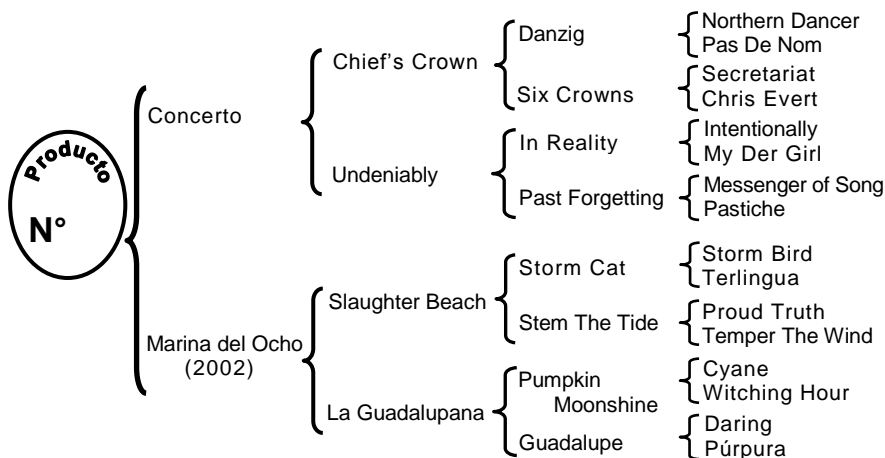 Producto
N°
Concerto
Marina del Ocho
(2002)
Chief's Crown
Undeniably
Slaughter Beach
La Guadalupana
Danzig
Six Crowns
In Reality
Past Forgetting
Storm Cat
Stem The Tide
Pumpkin
Moonshine
Guadalupe
Northern Dancer
Pas De Nom
Secretariat
Chris Evert
Intentionally
My Der Girl
Messenger of Song
Pastiche
Storm Bird
Terlingua
Proud Truth
Temper The Wind
Cyane
Witching Hour
Daring
Púrpura